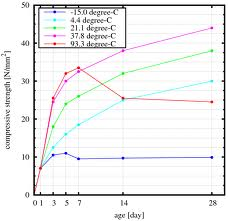 50
40
30
20
10
0
compressive strength [N/mm²]
-15.0 degree-C
4.4 degree-C
21.1 degree-C
37.8 degree-C
93.3 degree-C
0 1 3 5 7 14 28
age [day]